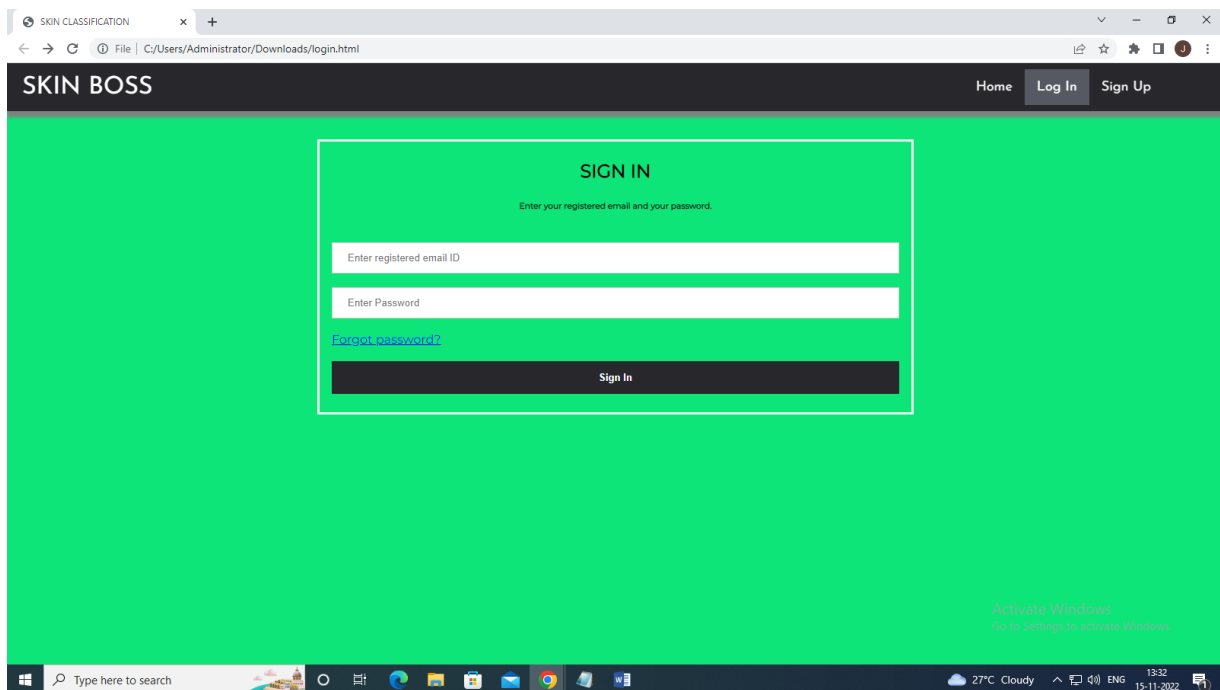 SKIN CLASSIFICATION
File | C:/Users/Administrator/Downloads/login.html
J
SKIN BOSS
Home
Log In
Sign Up
SIGN IN
Enter your registered email and your password.
Enter registered email ID
Enter Password
Forgot password?
Sign In
Activate Windows
Go to Settings to activate Windows.
Type here to search
27°C Cloudy
ENG
13:32
15-11-2022
1